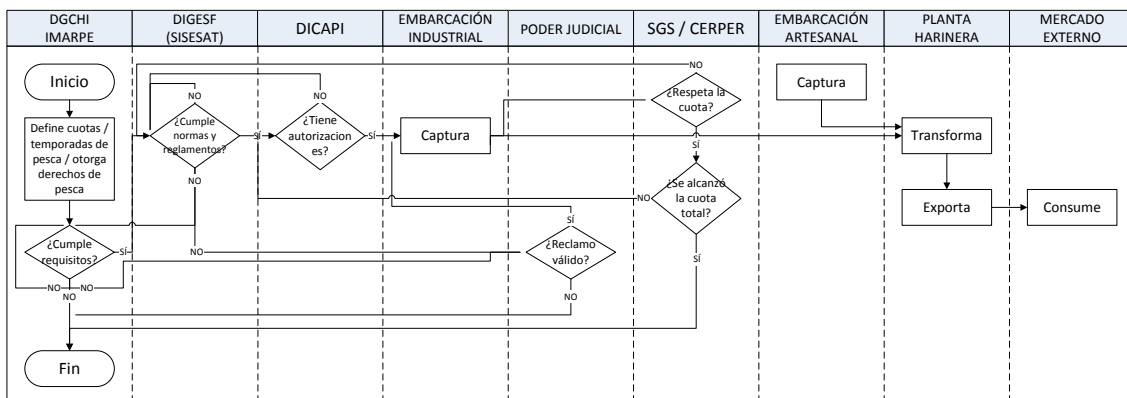 DGCHI
IMARPE
DIGESF
(SISESAT)
DICAPI
EMBARCACIÓN
INDUSTRIAL
PODER JUDICIAL
SGS / CERPER
EMBARCACIÓN
ARTESANAL
PLANTA
HARINERA
MERCADO
EXTERNO
Inicio
Define cuotas /
temporadas de
pesca / otorga
derechos de
pesca
¿Cumple
requisitos?
SÍ
NO
NO
NO
Fin
NO
¿Cumple
normas y
reglamentos?
SÍ
NO
NO
NO
¿Tiene
autorizacion
es?
SÍ
Captura
SÍ
¿Reclamo
válido?
NO
NO
NO
¿Respeta la
cuota?
SÍ
¿Se alcanzó
la cuota
total?
NO
SÍ
Captura
Transforma
Exporta
Consume